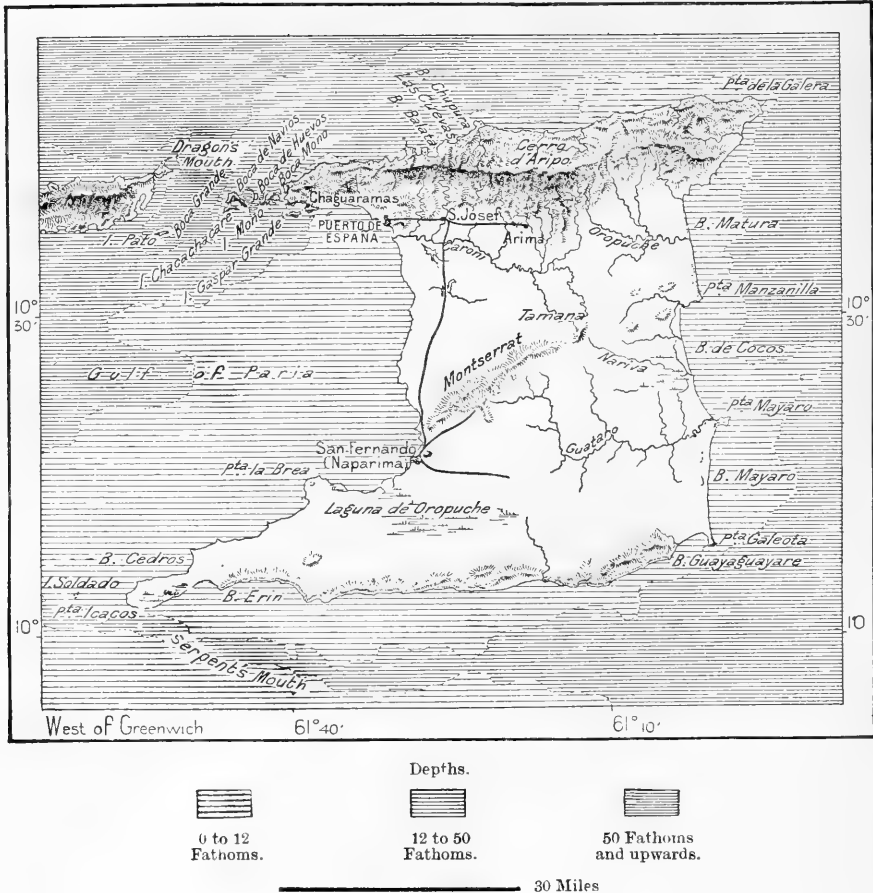 Pta de la Galera
B. Chupura
Las Cuevas
B. Balata
Cerro
d'Aripo
Dragon's
Mouth
Boca de Navios
Boca de Huevos
Boca Mono
Boca Grande
I. Pato
I. Chacachacare
I. Mono
I. Gaspar Grande
Chaguaramas
PUERTO DE
ESPAÑA
S. Josef
Arima
Caroni
Oropuche
B. Matura
Pta Manzanilla
10°
30'
10°
30'
Tamana
Montserrat
Nariva
B. de Cocos
Gulf of Paria
Pta Mayaro
San Fernando
(Naparima)
Guataro
Pta la Brea
B. Mayaro
Laguna de Oropuche
Pta Galeota
B. Cedros
B. Guayaguayare
I. Soldado
B. Erin
Pta Icacos
10°
10
Serpent's Mouth
West of Greenwich
61° 40'
61° 10'
Depths.
0 to 12
Fathoms.
12 to 50
Fathoms.
50 Fathoms
and upwards.
30 Miles